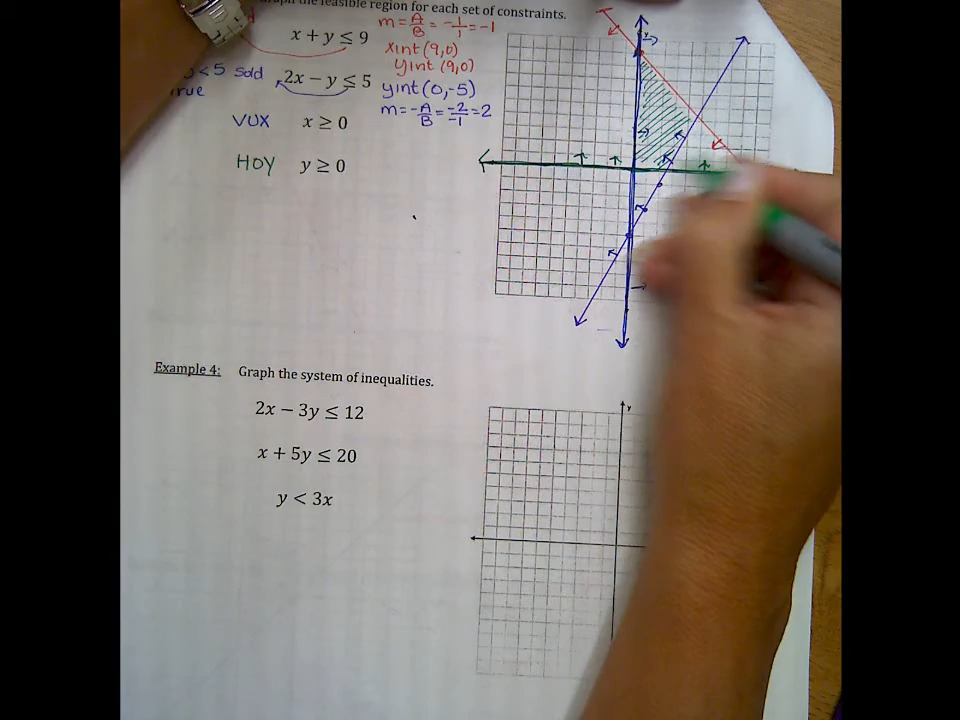 the feasible region for each set of constraints.
x + y ≤ 9
m = A/B = -1/1 = -1
xint (9,0)
yint (9,0)
<5 Sold
true
2x − y ≤ 5
yint (0,-5)
m = -A/B = -2/-1 = 2
VUX x ≥ 0
HOY y ≥ 0
y
Example 4: Graph the system of inequalities.
2x − 3y ≤ 12
x + 5y ≤ 20
y < 3x
y